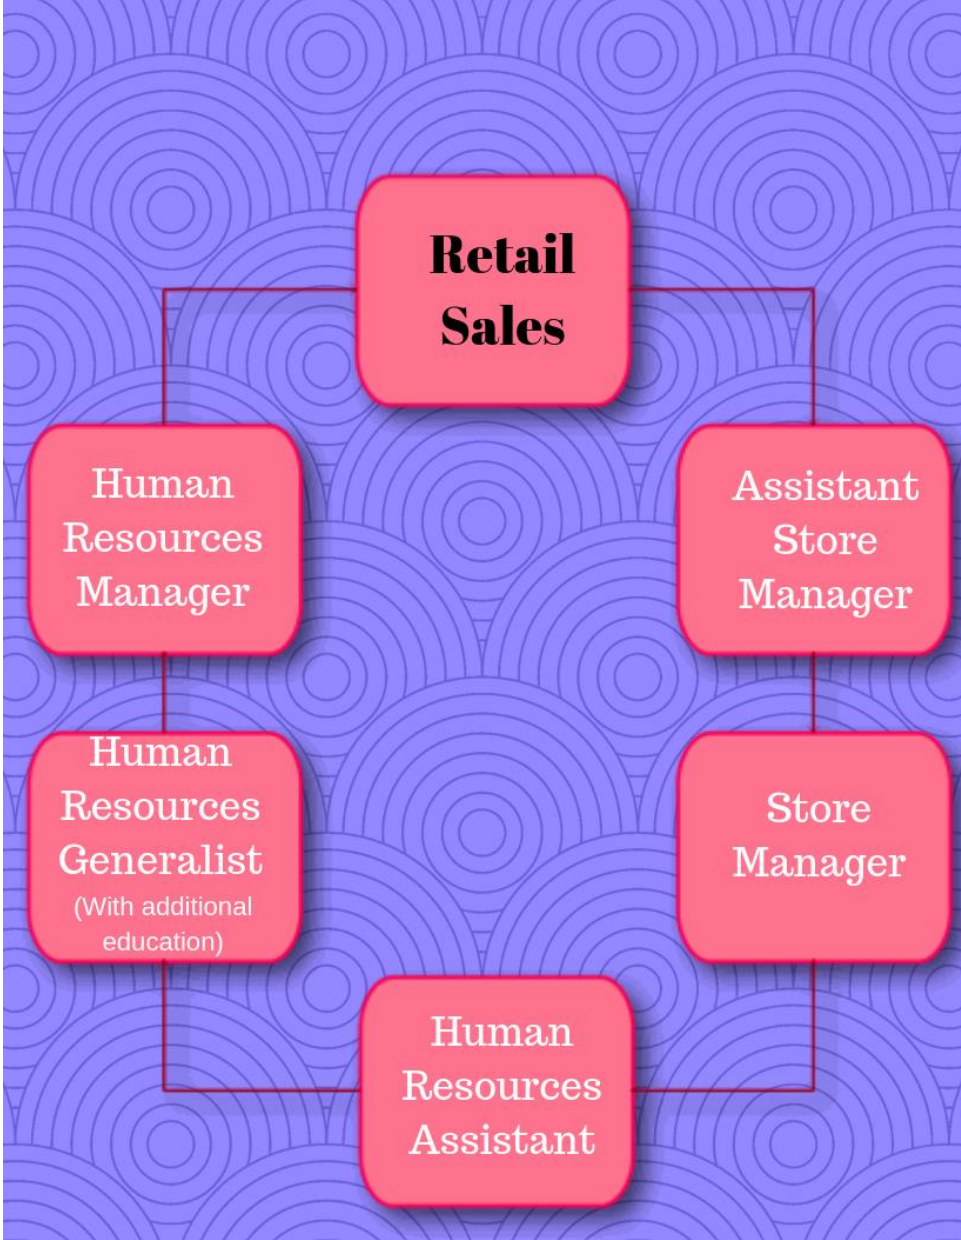 Retail
Sales
Human
Resources
Manager
Assistant
Store
Manager
Human
Resources
Generalist
(With additional
education)
Store
Manager
Human
Resources
Assistant